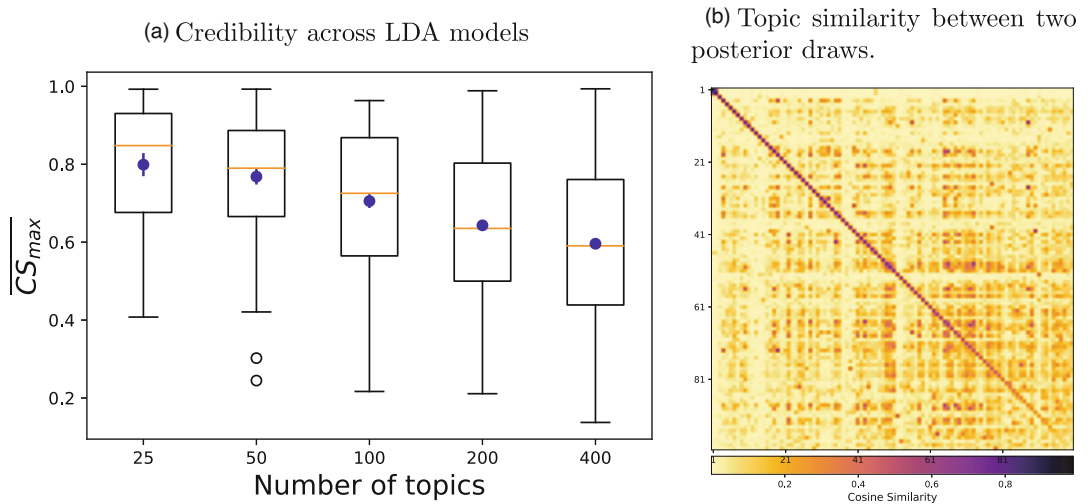 (a) Credibility across LDA models
1.0
0.8
0.6
0.4
0.2
CS_max
25 50 100 200 400
Number of topics
(b) Topic similarity between two
posterior draws.
1
21
41
61
81
1 21 41 61 81
0,2 0.4 0.6 0.8
Cosine Similarity